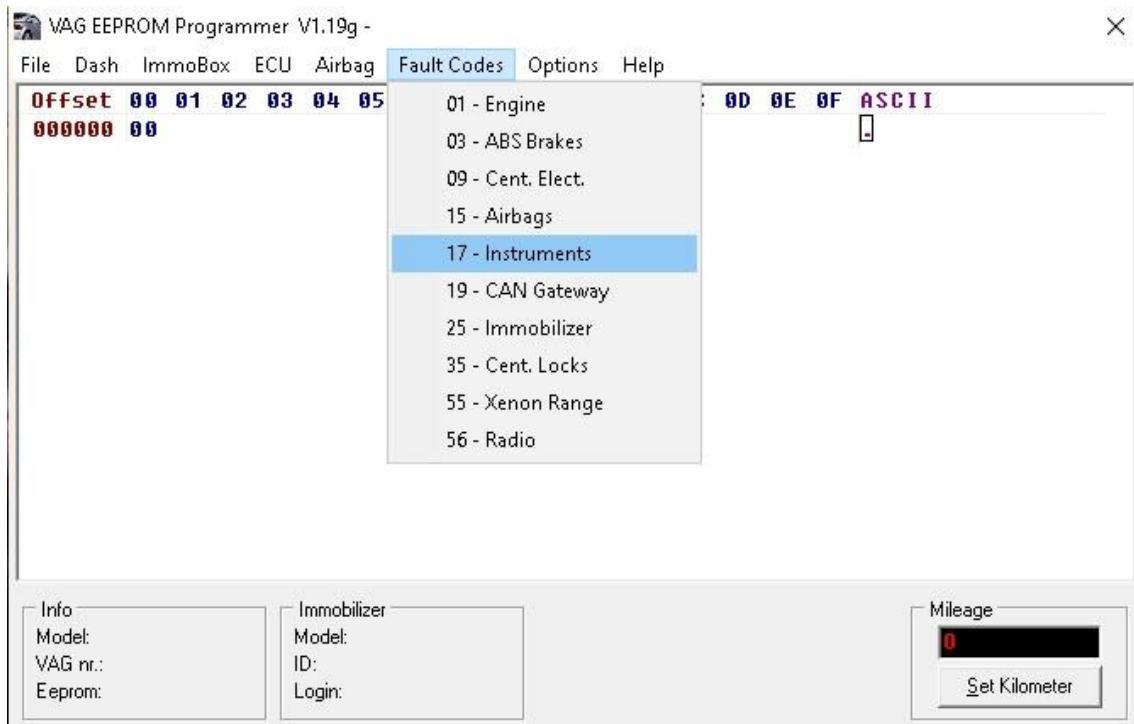 VAG EEPROM Programmer V1.19g -
File Dash ImmoBox ECU Airbag Fault Codes Options Help
Offset 00 01 02 03 04 05 0D 0E 0F ASCII
000000 00 .
01 - Engine
03 - ABS Brakes
09 - Cent. Elect.
15 - Airbags
17 - Instruments
19 - CAN Gateway
25 - Immobilizer
35 - Cent. Locks
55 - Xenon Range
56 - Radio
Info
Model:
VAG nr.:
Eeprom:
Immobilizer
Model:
ID:
Login:
Mileage
0
Set Kilometer